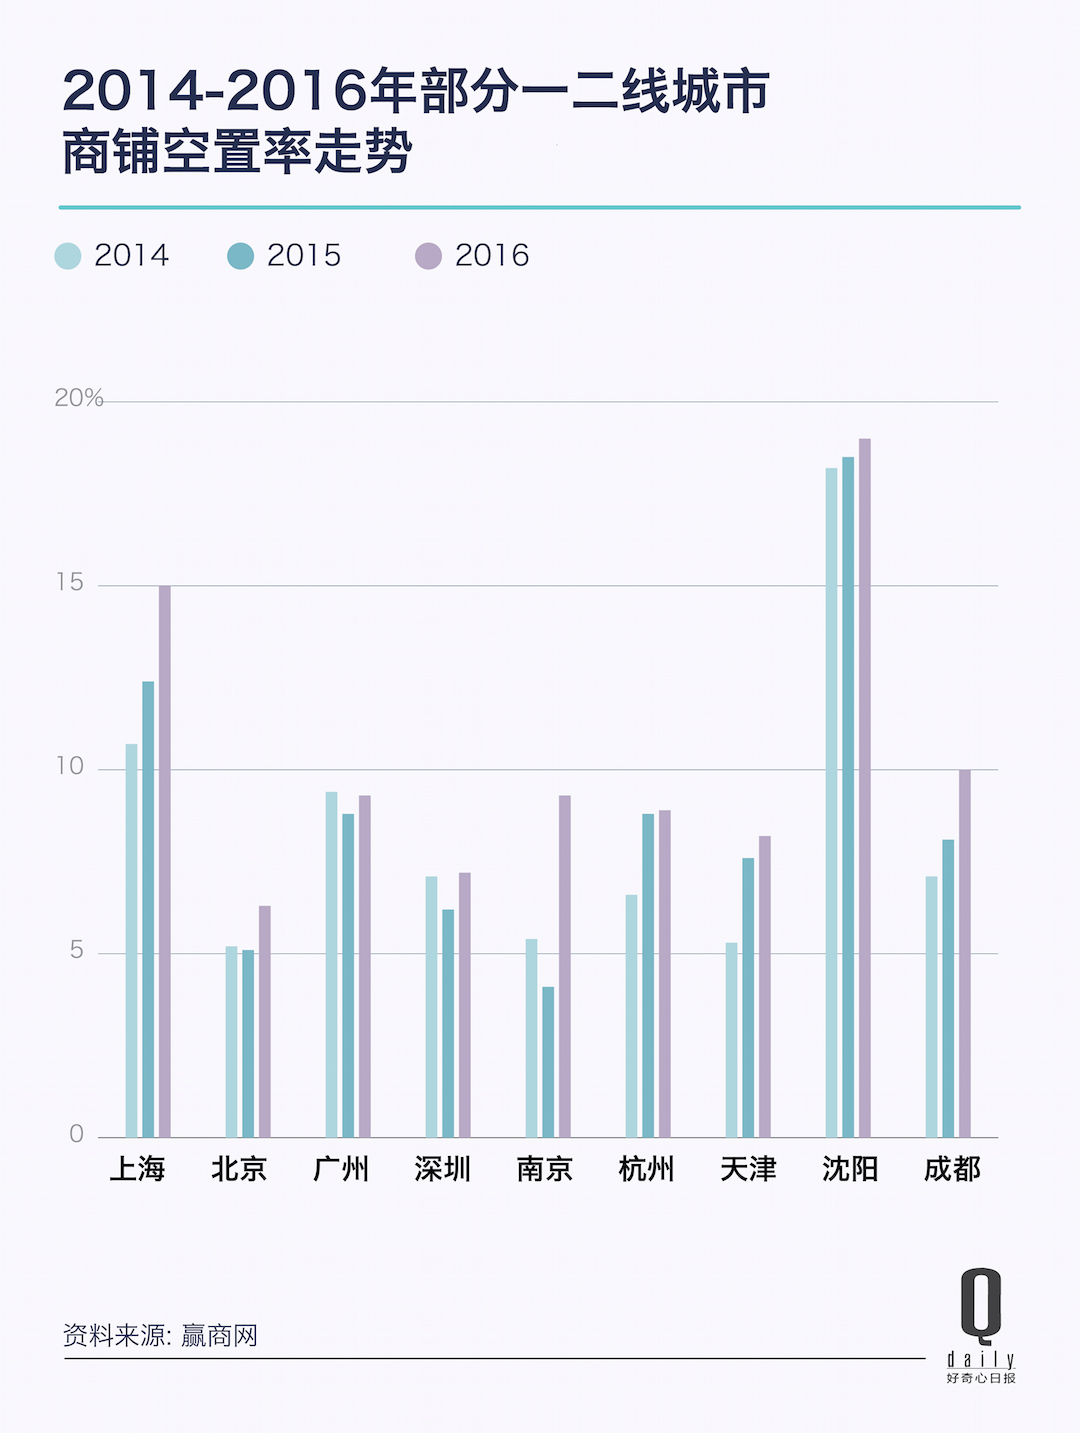 2014-2016年部分一二线城市
商铺空置率走势
2014 2015 2016
20%
15
10
5
0
上海 北京 广州 深圳 南京 杭州 天津 沈阳 成都
资料来源: 赢商网
Q
daily
好奇心日报